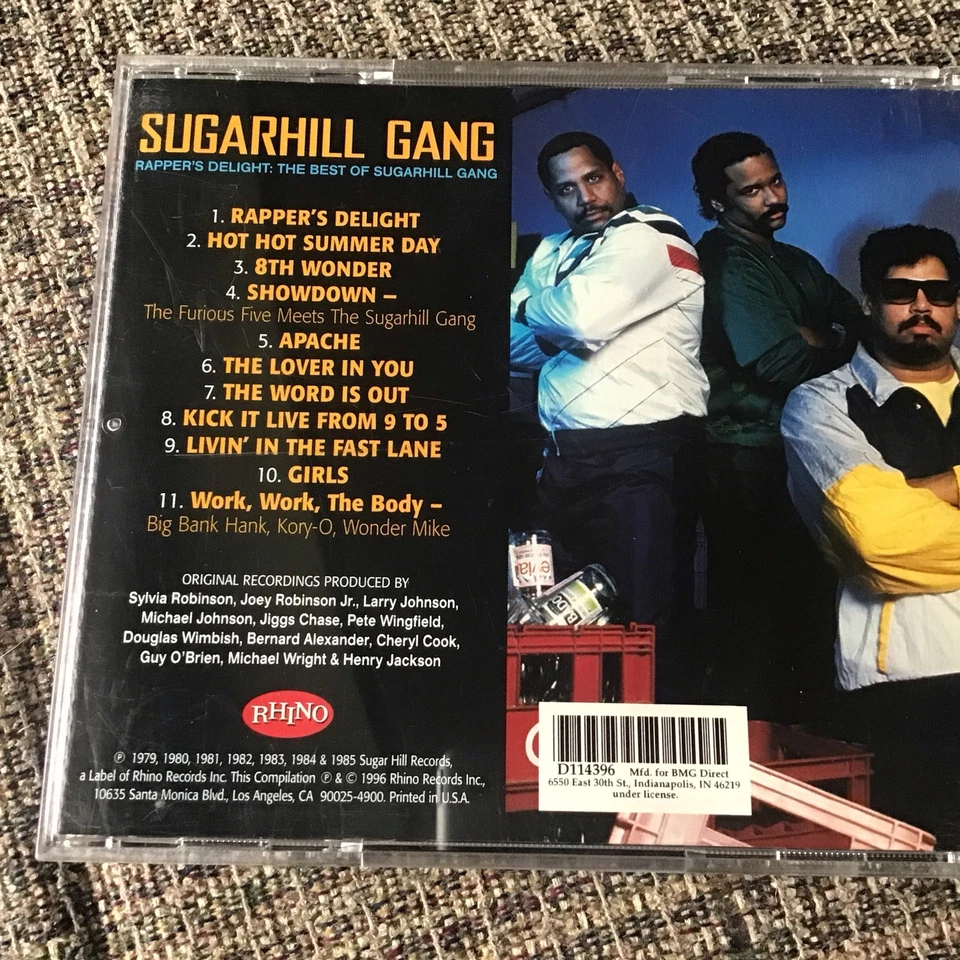 SUGARHILL GANG
RAPPER'S DELIGHT: THE BEST OF SUGARHILL GANG
1. RAPPER'S DELIGHT
2. HOT HOT SUMMER DAY
3. 8TH WONDER
4. SHOWDOWN –
The Furious Five Meets The Sugarhill Gang
5. APACHE
6. THE LOVER IN YOU
7. THE WORD IS OUT
8. KICK IT LIVE FROM 9 TO 5
9. LIVIN' IN THE FAST LANE
10. GIRLS
11. Work, Work, The Body –
Big Bank Hank, Kory-O, Wonder Mike
ORIGINAL RECORDINGS PRODUCED BY
Sylvia Robinson, Joey Robinson Jr., Larry Johnson,
Michael Johnson, Jiggs Chase, Pete Wingfield,
Douglas Wimbish, Bernard Alexander, Cheryl Cook,
Guy O'Brien, Michael Wright & Henry Jackson
RHINO
℗ 1979, 1980, 1981, 1982, 1983, 1984 & 1985 Sugar Hill Records,
a Label of Rhino Records Inc. This Compilation ℗ & © 1996 Rhino Records Inc.,
10635 Santa Monica Blvd., Los Angeles, CA 90025-4900. Printed in U.S.A.
D114396 Mfd. for BMG Direct
6550 East 30th St., Indianapolis, IN 46219
under license.